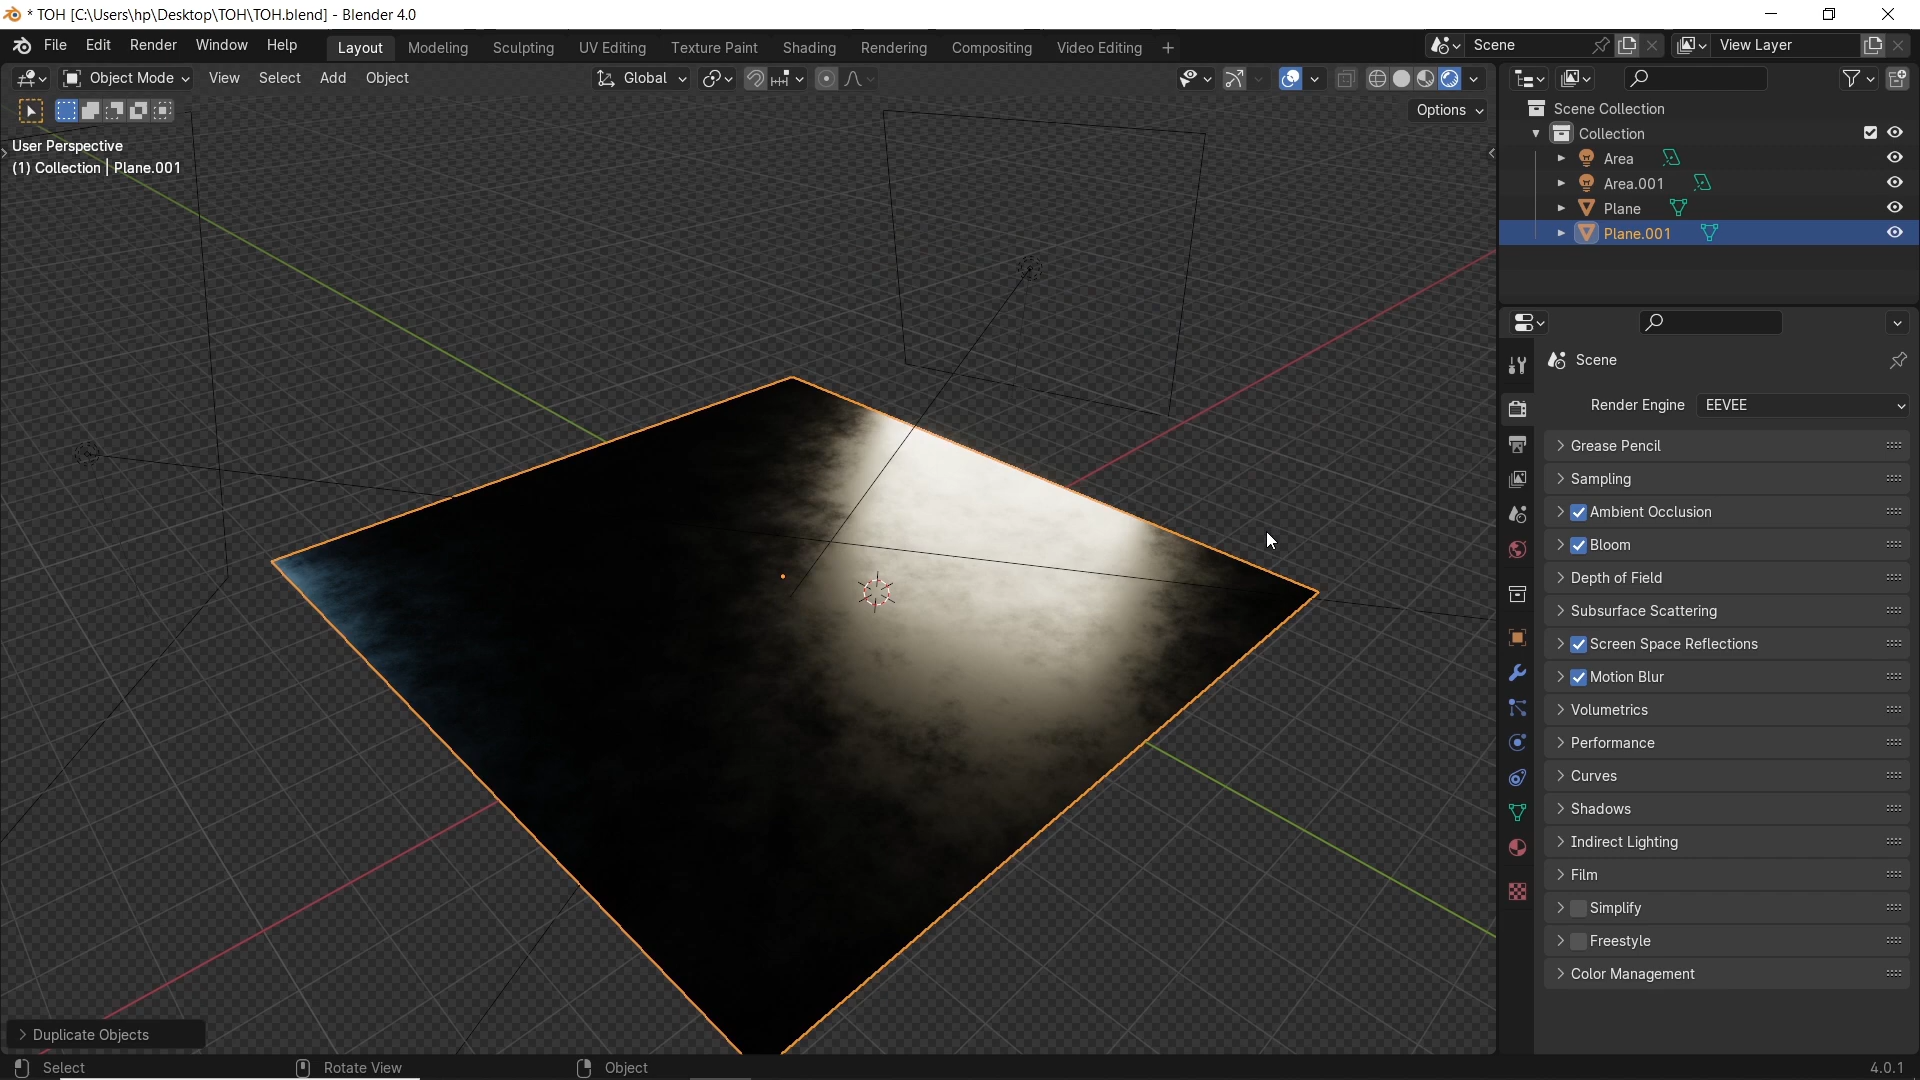 * TOH [C:\Users\hp\Desktop\TOH\TOH.blend] - Blender 4.0
File Edit Render Window Help Layout Modeling Sculpting UV Editing Texture Paint Shading Rendering Compositing Video Editing + Scene View Layer
Object Mode View Select Add Object Global
Options
User Perspective
(1) Collection | Plane.001
Scene Collection
Collection
Area
Area.001
Plane
Plane.001
Scene
Render Engine EEVEE
Grease Pencil
Sampling
Ambient Occlusion
Bloom
Depth of Field
Subsurface Scattering
Screen Space Reflections
Motion Blur
Volumetrics
Performance
Curves
Shadows
Indirect Lighting
Film
Simplify
Freestyle
Color Management
Duplicate Objects
Select Rotate View Object 4.0.1